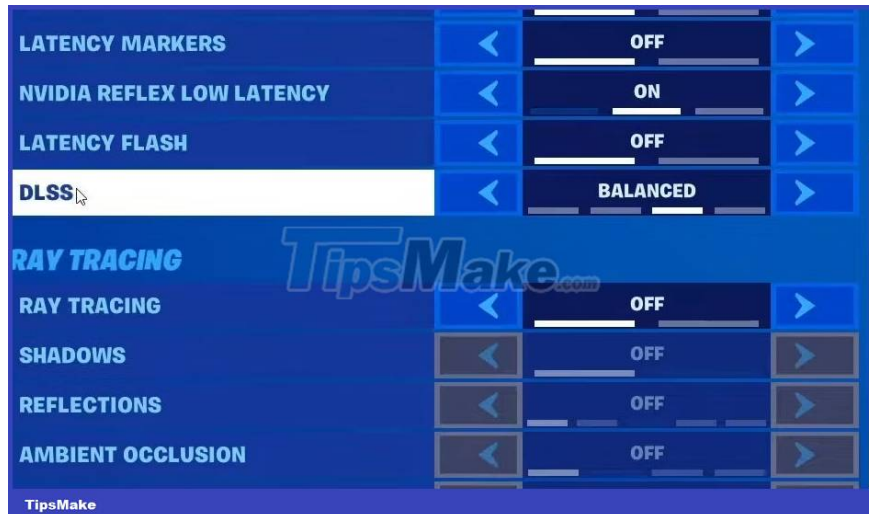 LATENCY MARKERS OFF
NVIDIA REFLEX LOW LATENCY ON
LATENCY FLASH OFF
DLSS BALANCED
RAY TRACING
TipsMake.com
RAY TRACING OFF
SHADOWS OFF
REFLECTIONS OFF
AMBIENT OCCLUSION OFF
TipsMake